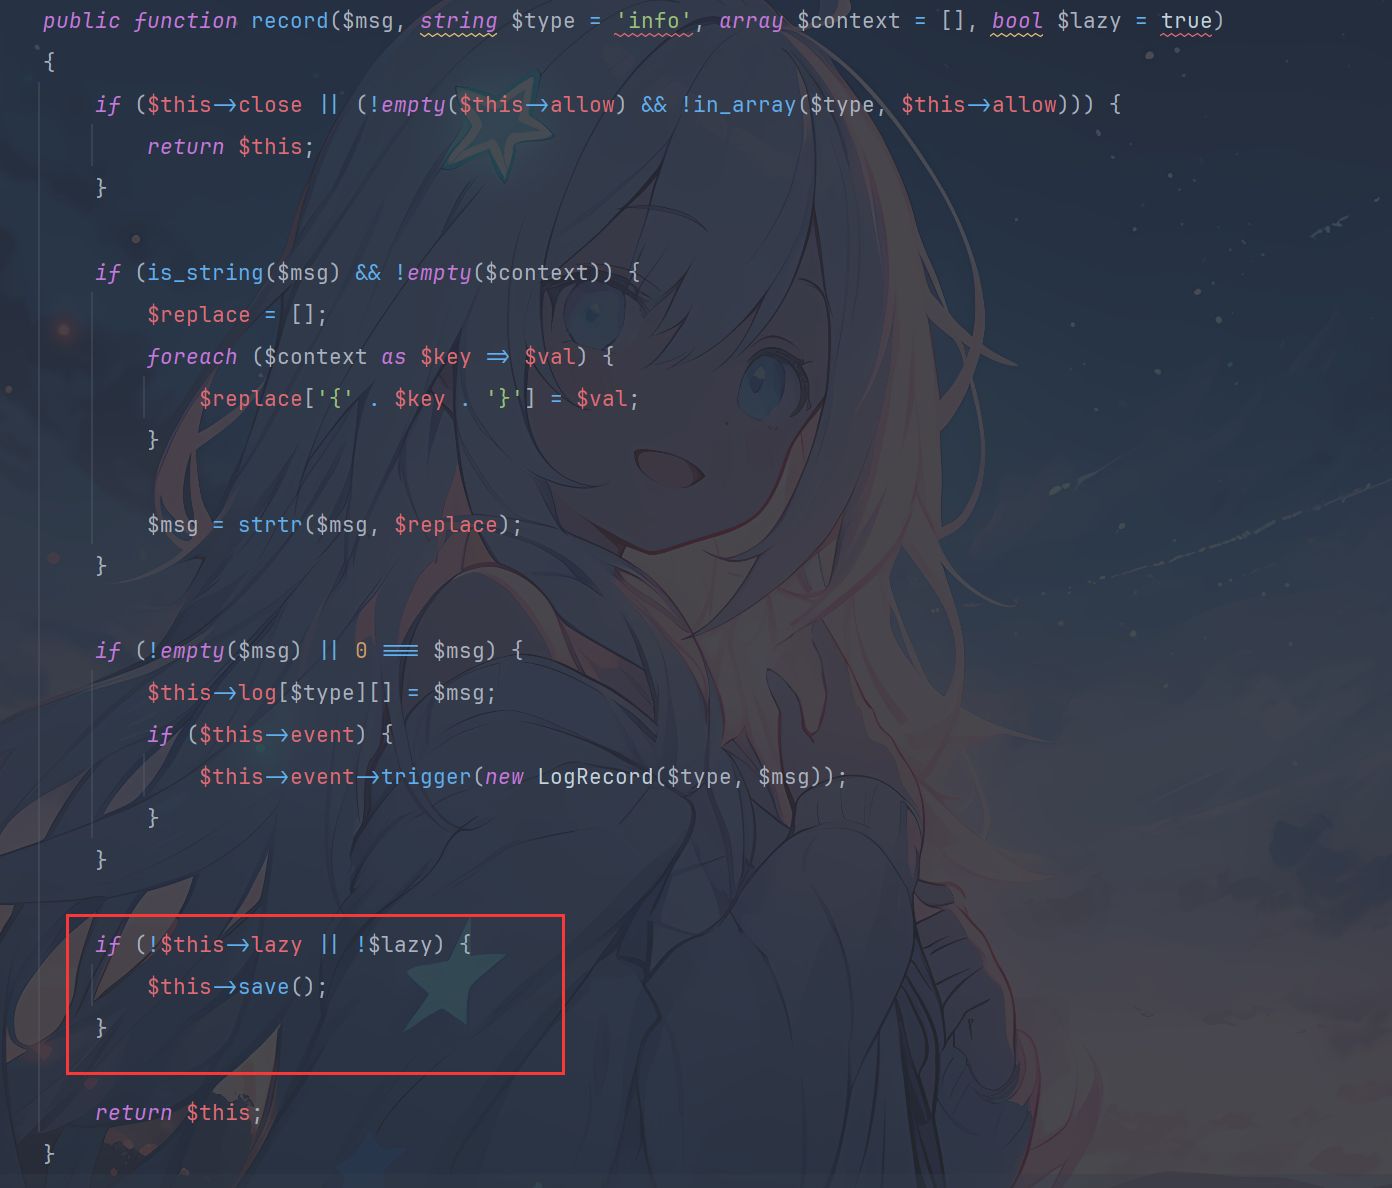 public function record($msg, string $type = 'info', array $context = [], bool $lazy = true)
{
if ($this->close || (!empty($this->allow) && !in_array($type, $this->allow))) {
return $this;
}
if (is_string($msg) && !empty($context)) {
$replace = [];
foreach ($context as $key => $val) {
$replace['{' . $key . '}'] = $val;
}
$msg = strtr($msg, $replace);
}
if (!empty($msg) || 0 === $msg) {
$this->log[$type][] = $msg;
if ($this->event) {
$this->event->trigger(new LogRecord($type, $msg));
}
}
if (!$this->lazy || !$lazy) {
$this->save();
}
return $this;
}